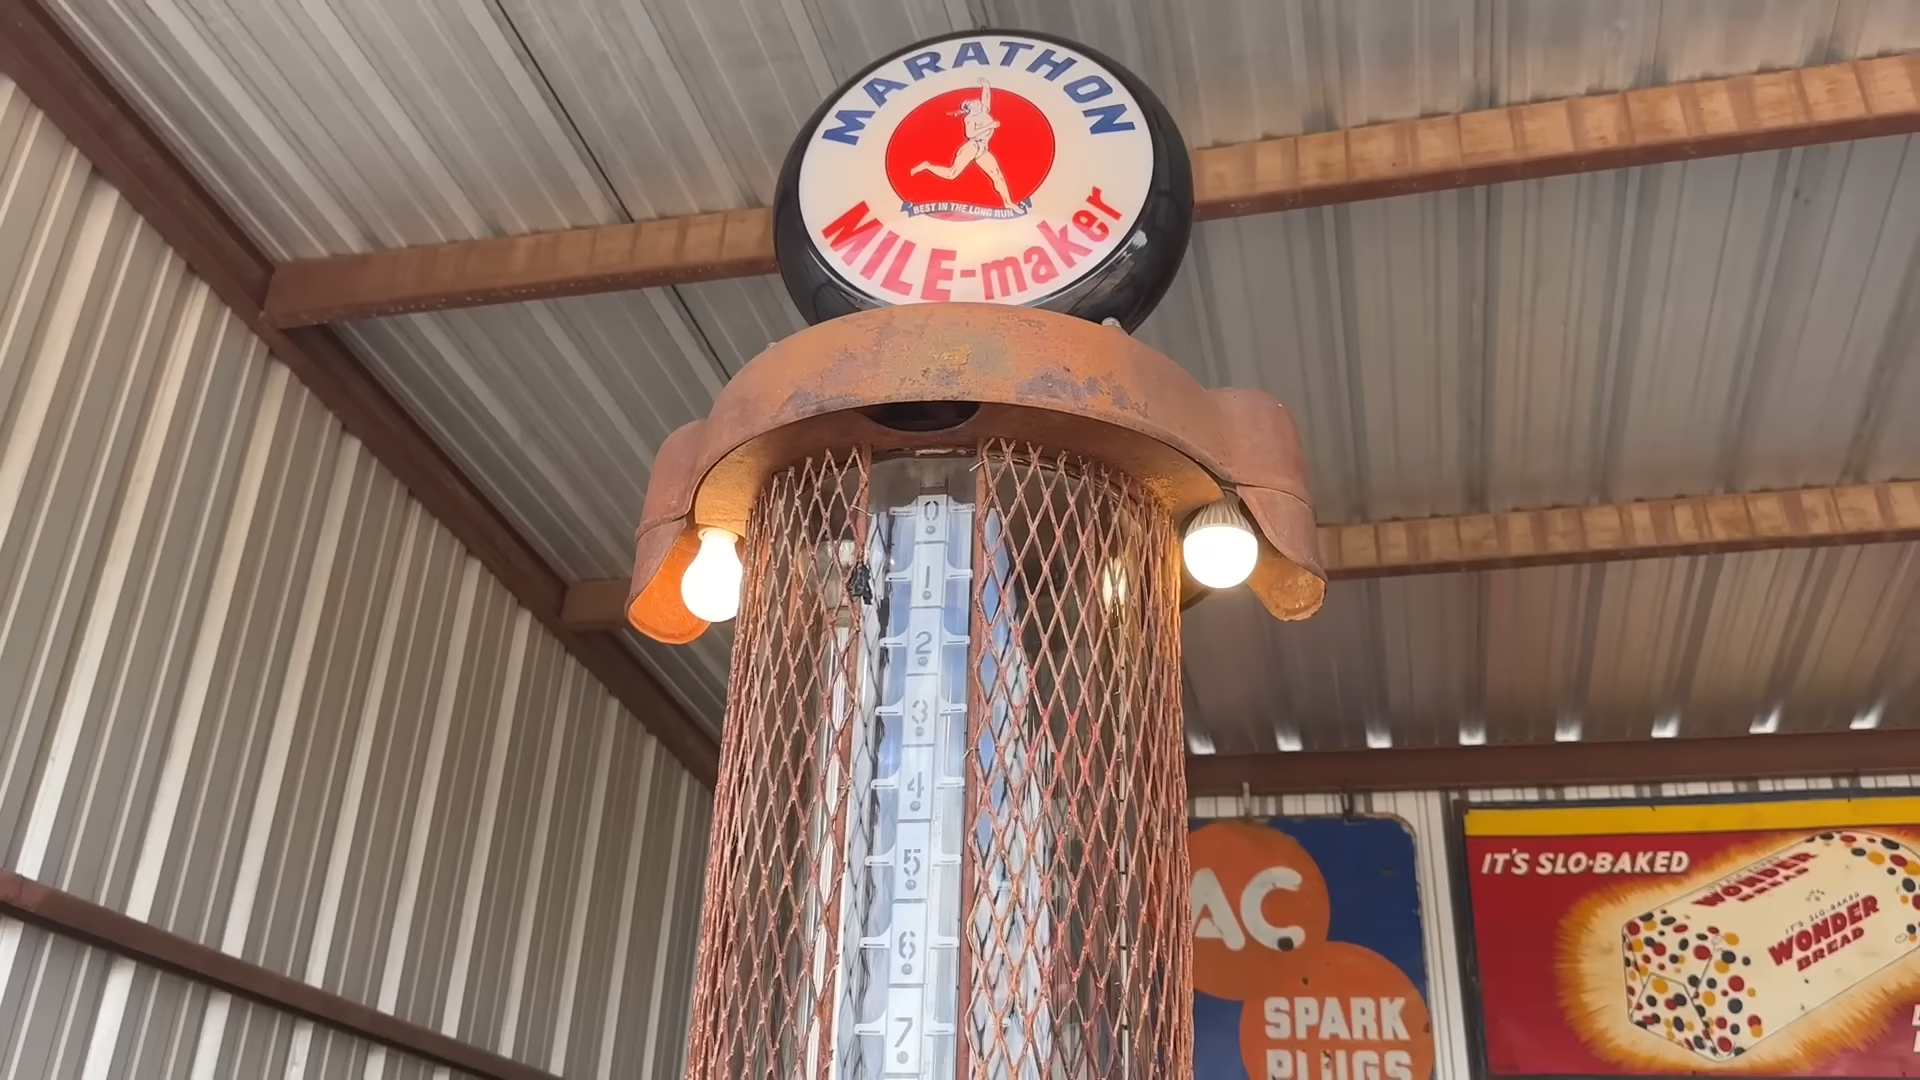 MARATHON
BEST IN THE LONG RUN
MILE-maker
0
1
2
3
4
5
6
7
AC
SPARK
PLUGS
IT'S SLO-BAKED
WONDER
BREAD
IT'S SLO-BAKED
WONDER
BREAD